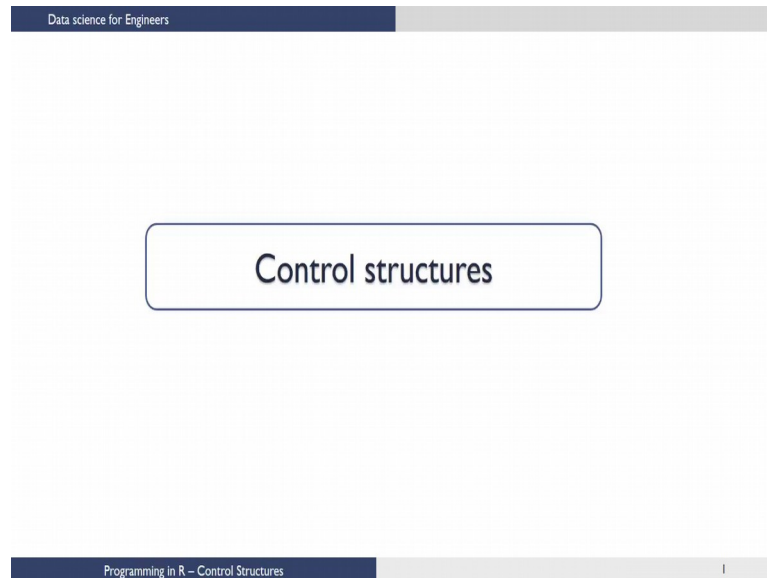 Data science for Engineers
Control structures
Programming in R – Control Structures
1